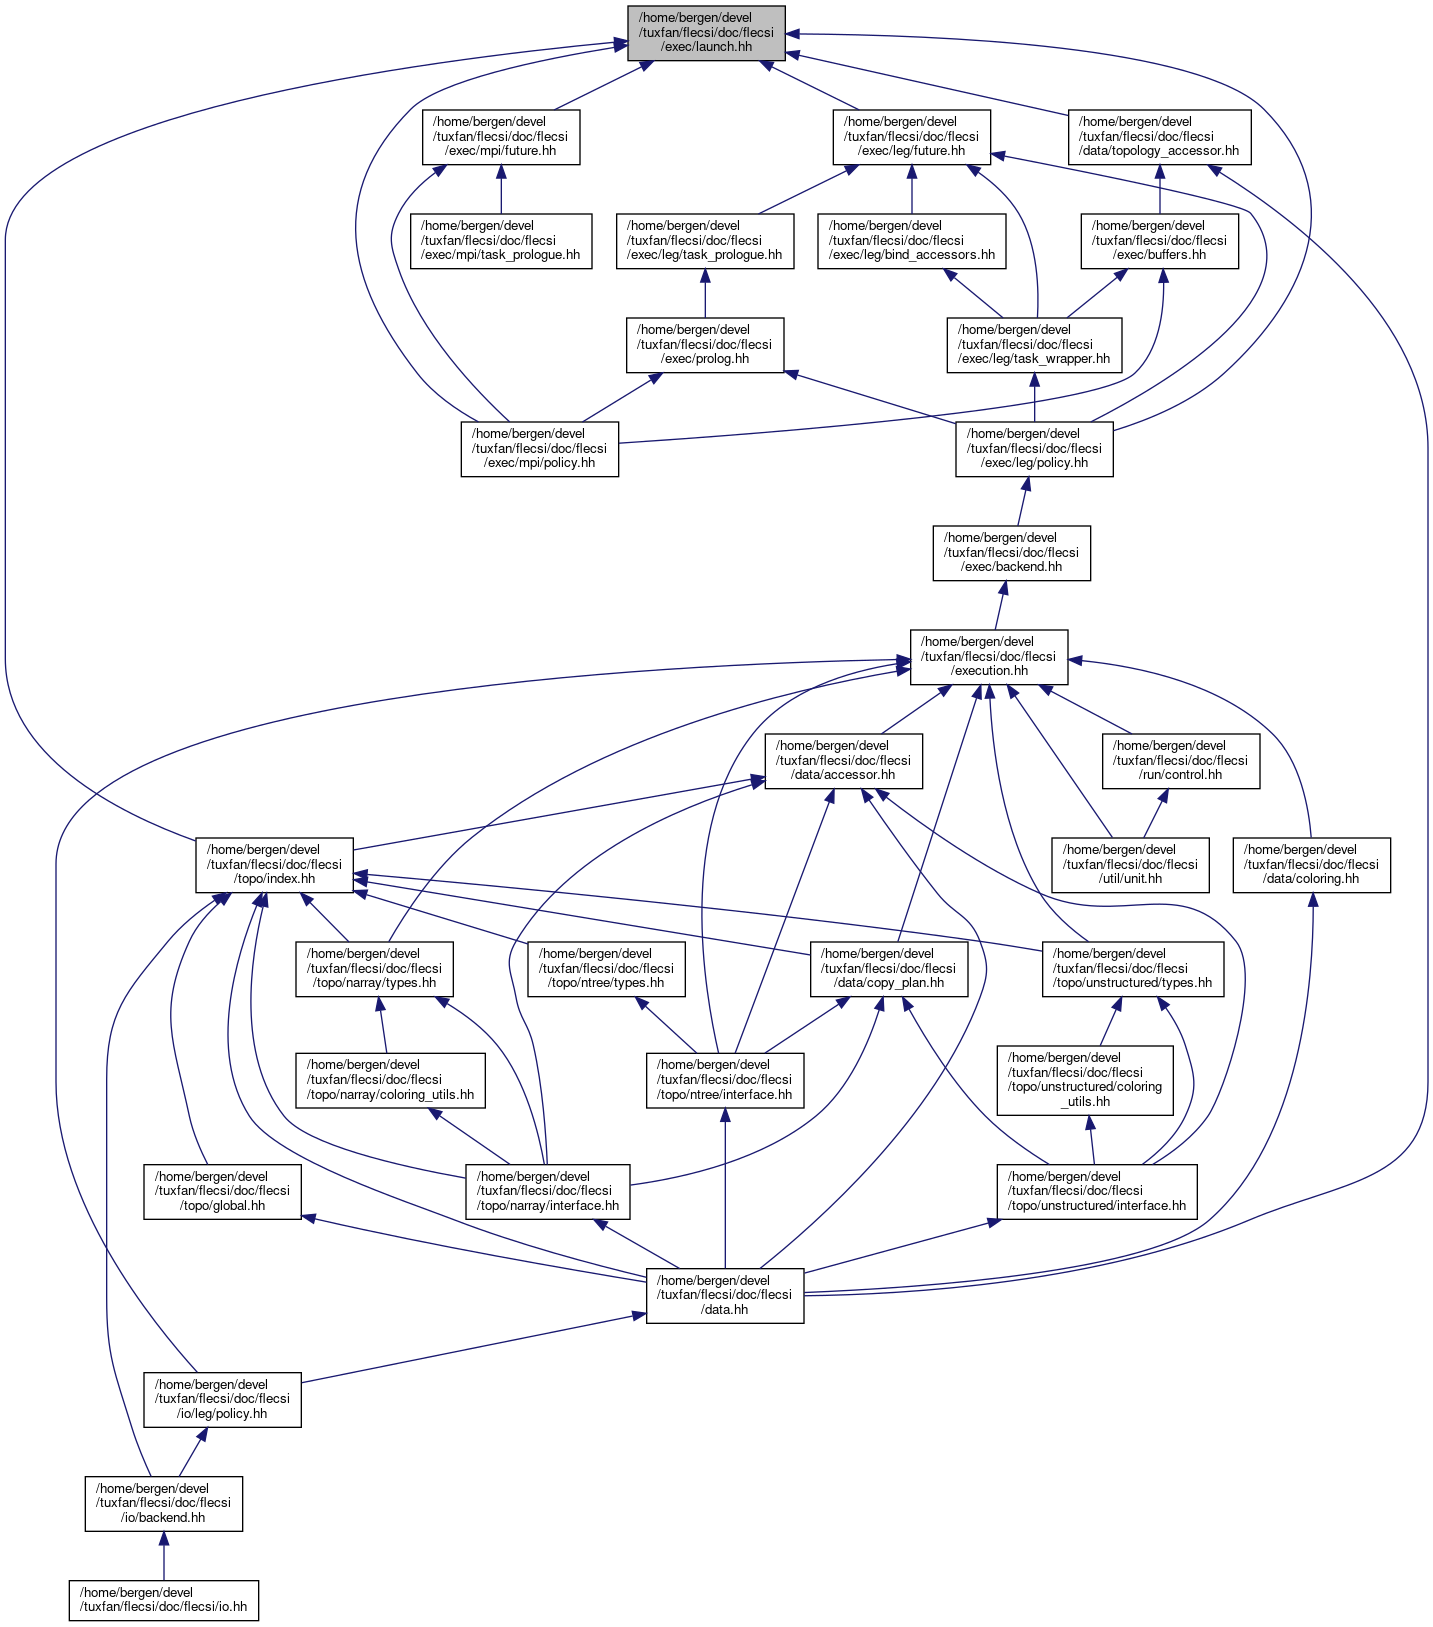 /home/bergen/devel
/tuxfan/flecsi/doc/flecsi
/exec/launch.hh
/home/bergen/devel
/tuxfan/flecsi/doc/flecsi
/exec/mpi/future.hh
/home/bergen/devel
/tuxfan/flecsi/doc/flecsi
/exec/leg/future.hh
/home/bergen/devel
/tuxfan/flecsi/doc/flecsi
/data/topology_accessor.hh
/home/bergen/devel
/tuxfan/flecsi/doc/flecsi
/exec/mpi/task_prologue.hh
/home/bergen/devel
/tuxfan/flecsi/doc/flecsi
/exec/leg/task_prologue.hh
/home/bergen/devel
/tuxfan/flecsi/doc/flecsi
/exec/leg/bind_accessors.hh
/home/bergen/devel
/tuxfan/flecsi/doc/flecsi
/exec/buffers.hh
/home/bergen/devel
/tuxfan/flecsi/doc/flecsi
/exec/prolog.hh
/home/bergen/devel
/tuxfan/flecsi/doc/flecsi
/exec/leg/task_wrapper.hh
/home/bergen/devel
/tuxfan/flecsi/doc/flecsi
/exec/mpi/policy.hh
/home/bergen/devel
/tuxfan/flecsi/doc/flecsi
/exec/leg/policy.hh
/home/bergen/devel
/tuxfan/flecsi/doc/flecsi
/exec/backend.hh
/home/bergen/devel
/tuxfan/flecsi/doc/flecsi
/execution.hh
/home/bergen/devel
/tuxfan/flecsi/doc/flecsi
/data/accessor.hh
/home/bergen/devel
/tuxfan/flecsi/doc/flecsi
/run/control.hh
/home/bergen/devel
/tuxfan/flecsi/doc/flecsi
/topo/index.hh
/home/bergen/devel
/tuxfan/flecsi/doc/flecsi
/util/unit.hh
/home/bergen/devel
/tuxfan/flecsi/doc/flecsi
/data/coloring.hh
/home/bergen/devel
/tuxfan/flecsi/doc/flecsi
/topo/narray/types.hh
/home/bergen/devel
/tuxfan/flecsi/doc/flecsi
/topo/ntree/types.hh
/home/bergen/devel
/tuxfan/flecsi/doc/flecsi
/data/copy_plan.hh
/home/bergen/devel
/tuxfan/flecsi/doc/flecsi
/topo/unstructured/types.hh
/home/bergen/devel
/tuxfan/flecsi/doc/flecsi
/topo/narray/coloring_utils.hh
/home/bergen/devel
/tuxfan/flecsi/doc/flecsi
/topo/ntree/interface.hh
/home/bergen/devel
/tuxfan/flecsi/doc/flecsi
/topo/unstructured/coloring
_utils.hh
/home/bergen/devel
/tuxfan/flecsi/doc/flecsi
/topo/global.hh
/home/bergen/devel
/tuxfan/flecsi/doc/flecsi
/topo/narray/interface.hh
/home/bergen/devel
/tuxfan/flecsi/doc/flecsi
/topo/unstructured/interface.hh
/home/bergen/devel
/tuxfan/flecsi/doc/flecsi
/data.hh
/home/bergen/devel
/tuxfan/flecsi/doc/flecsi
/io/leg/policy.hh
/home/bergen/devel
/tuxfan/flecsi/doc/flecsi
/io/backend.hh
/home/bergen/devel
/tuxfan/flecsi/doc/flecsi/io.hh